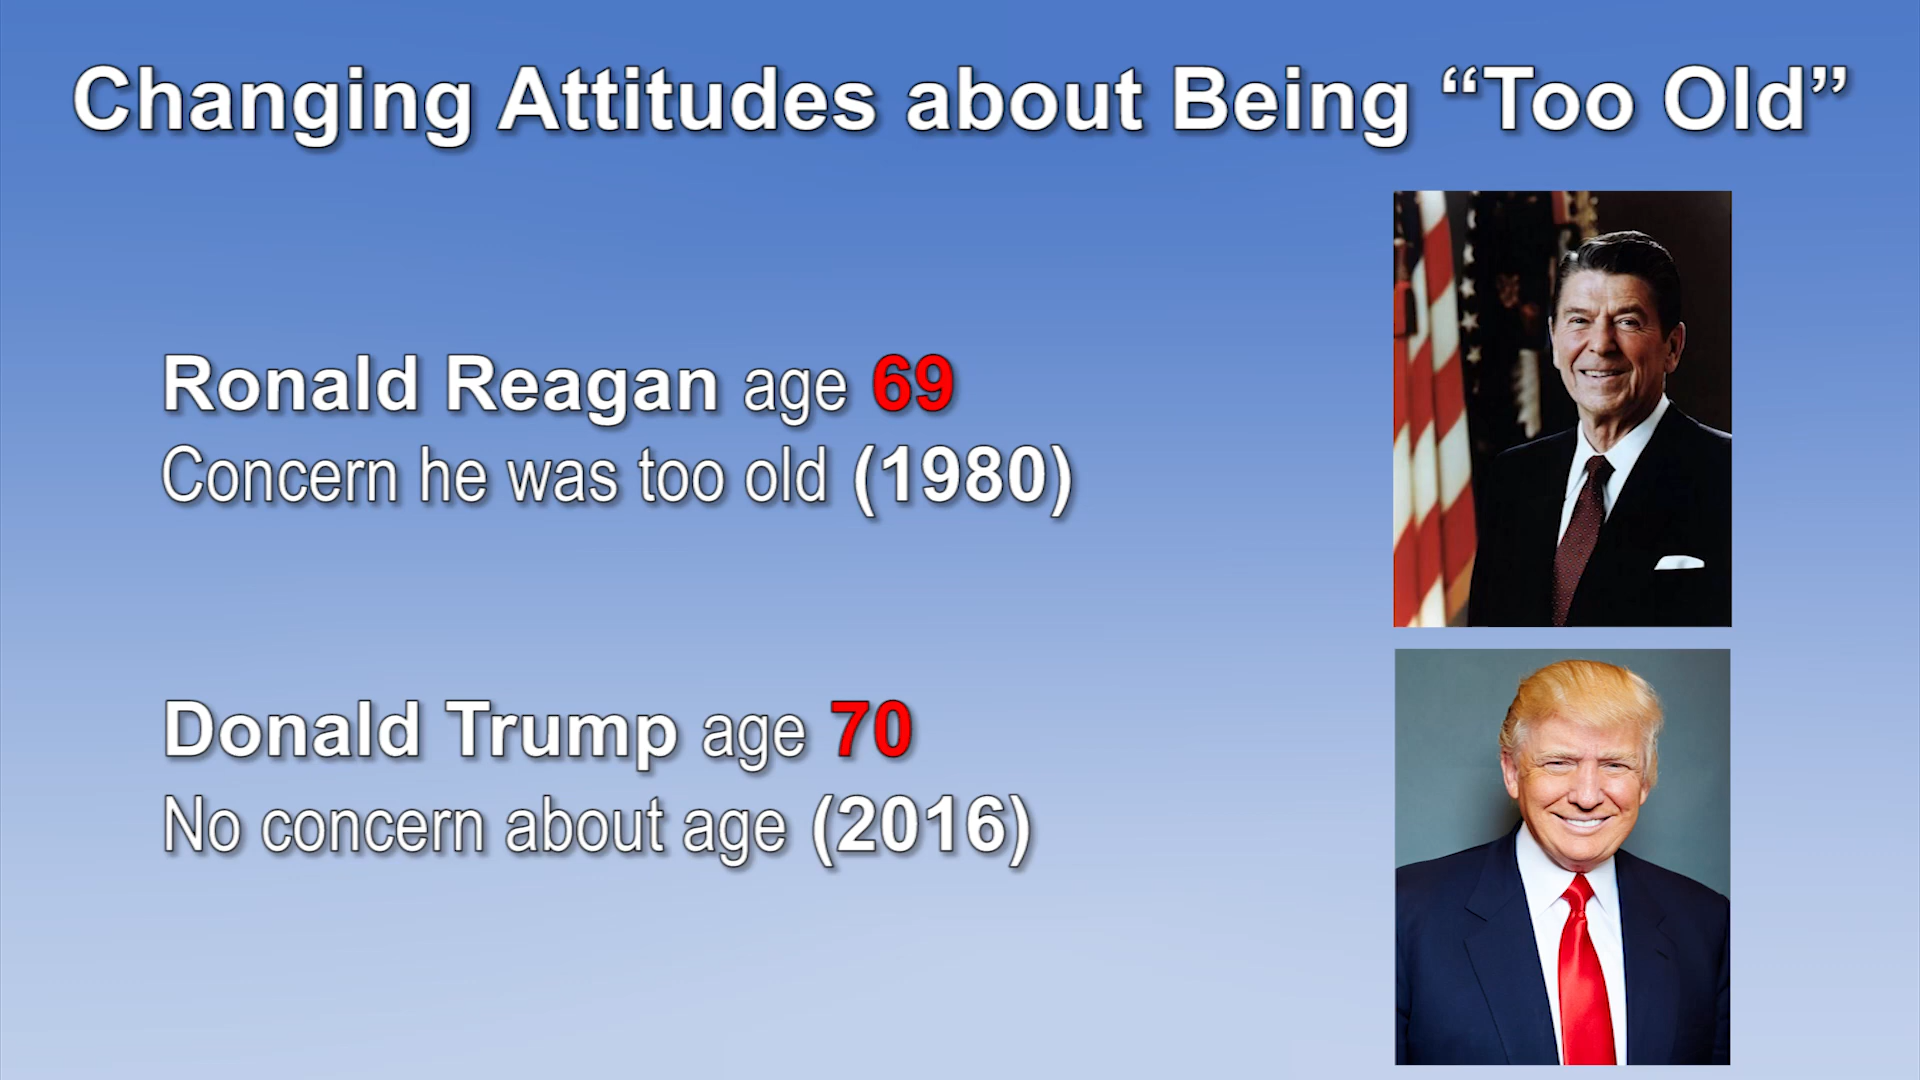 Changing Attitudes about Being “Too Old”
Ronald Reagan age 69
Concern he was too old (1980)
Donald Trump age 70
No concern about age (2016)